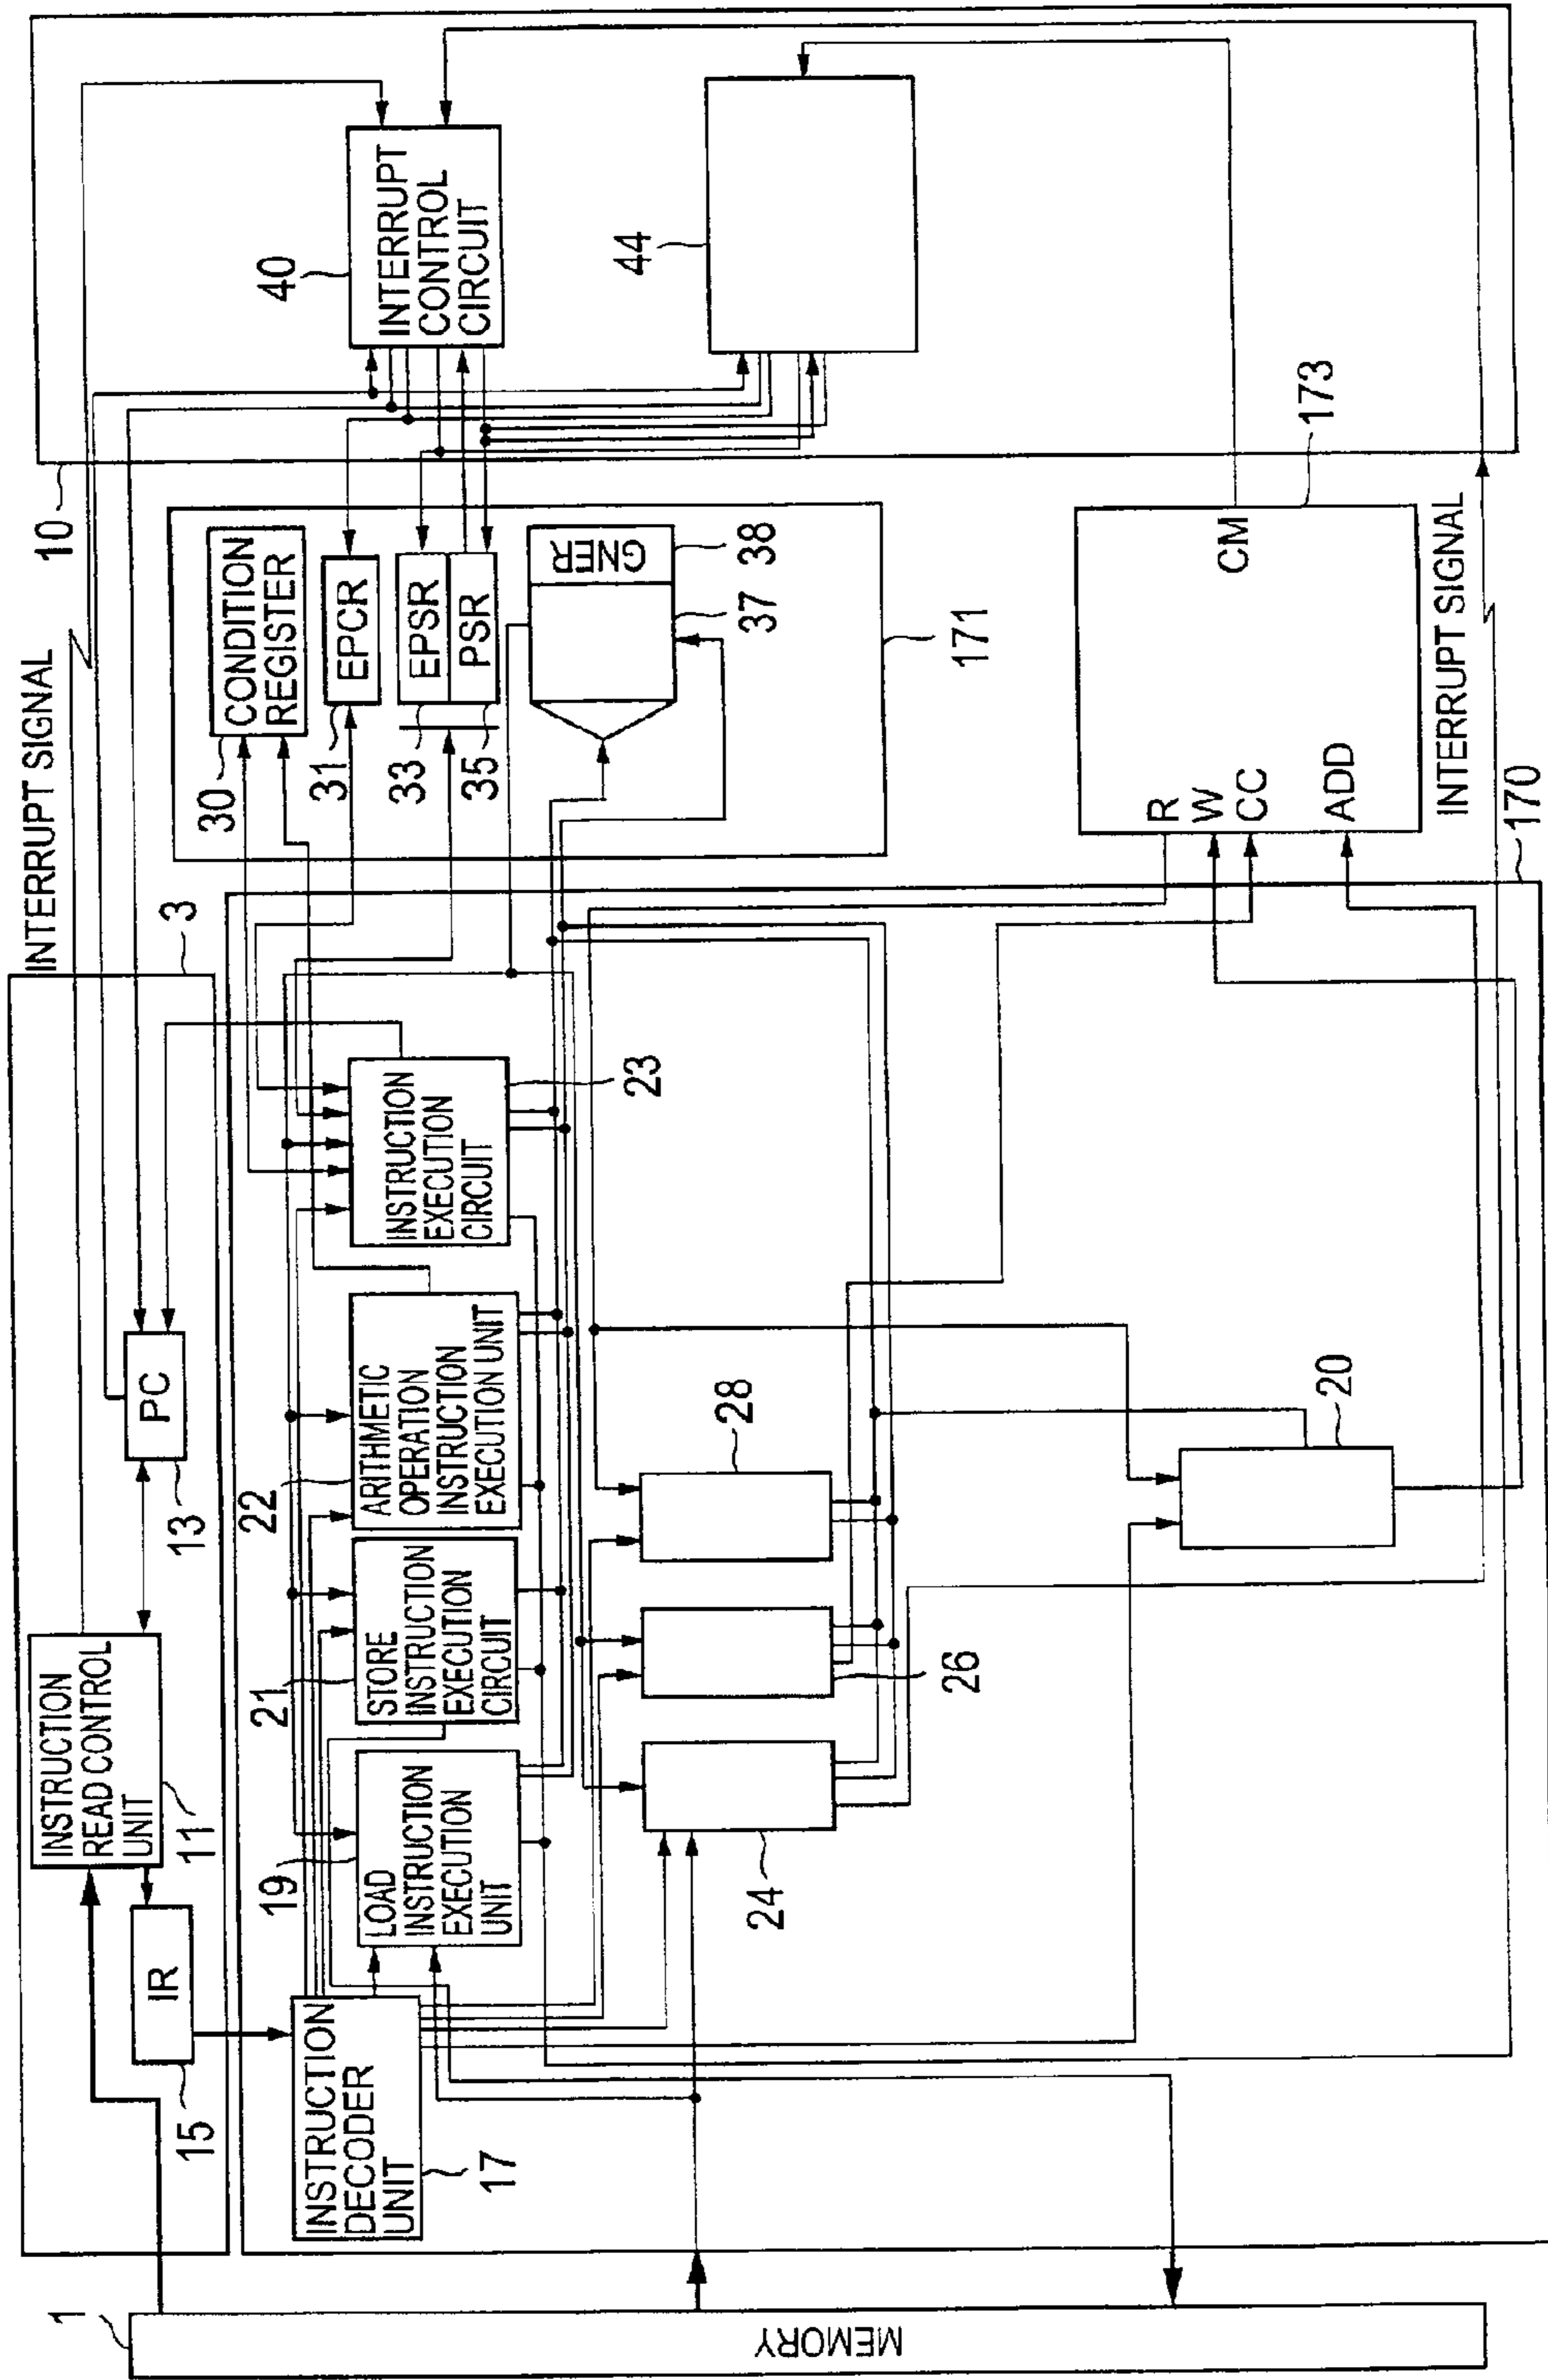 INTERRUPT SIGNAL
10
3
1
MEMORY
INSTRUCTION
READ CONTROL
UNIT
11
IR
15
PC
13
INSTRUCTION
DECODER
UNIT
17
19
LOAD
INSTRUCTION
EXECUTION
UNIT
21
STORE
INSTRUCTION
EXECUTION
CIRCUIT
22
ARITHMETIC
OPERATION
INSTRUCTION
EXECUTION UNIT
INSTRUCTION
EXECUTION
CIRCUIT
23
24
26
28
20
30
CONDITION
REGISTER
31
EPCR
33
EPSR
35
PSR
GNER
37
38
171
40
INTERRUPT
CONTROL
CIRCUIT
44
R
W
CC
ADD
CM
173
INTERRUPT SIGNAL
170